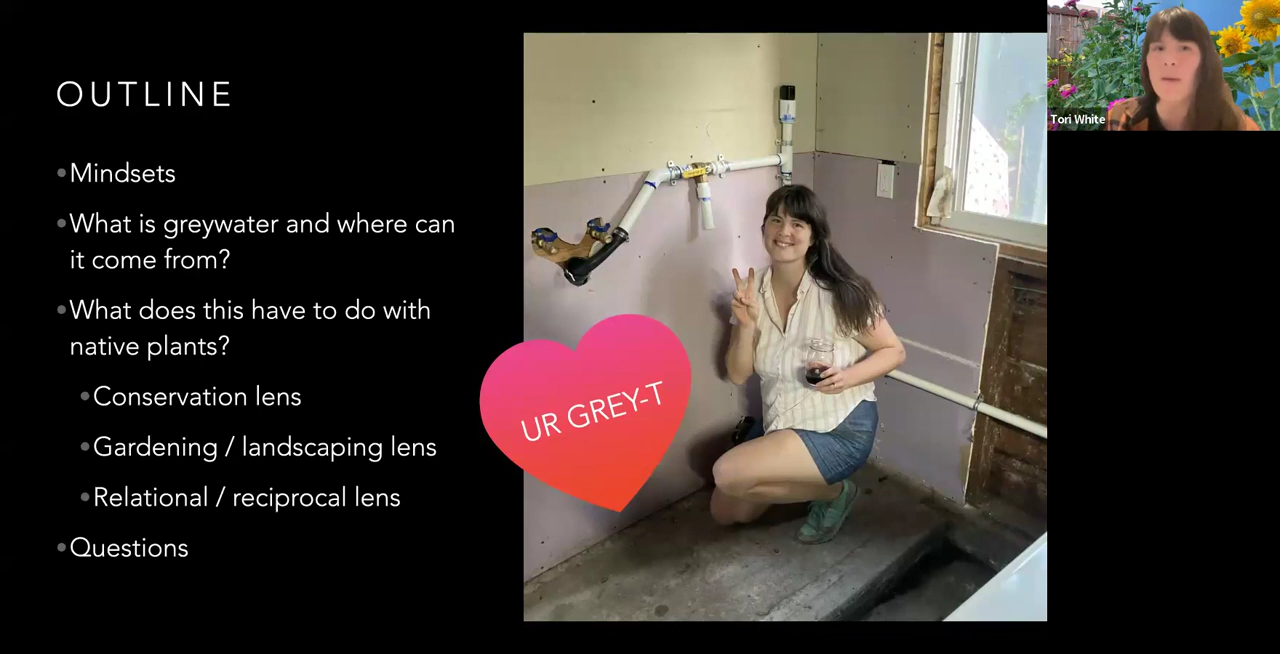 OUTLINE
•Mindsets
•What is greywater and where can
it come from?
•What does this have to do with
native plants?
•Conservation lens
•Gardening / landscaping lens
•Relational / reciprocal lens
•Questions
UR GREY-T
Tori White